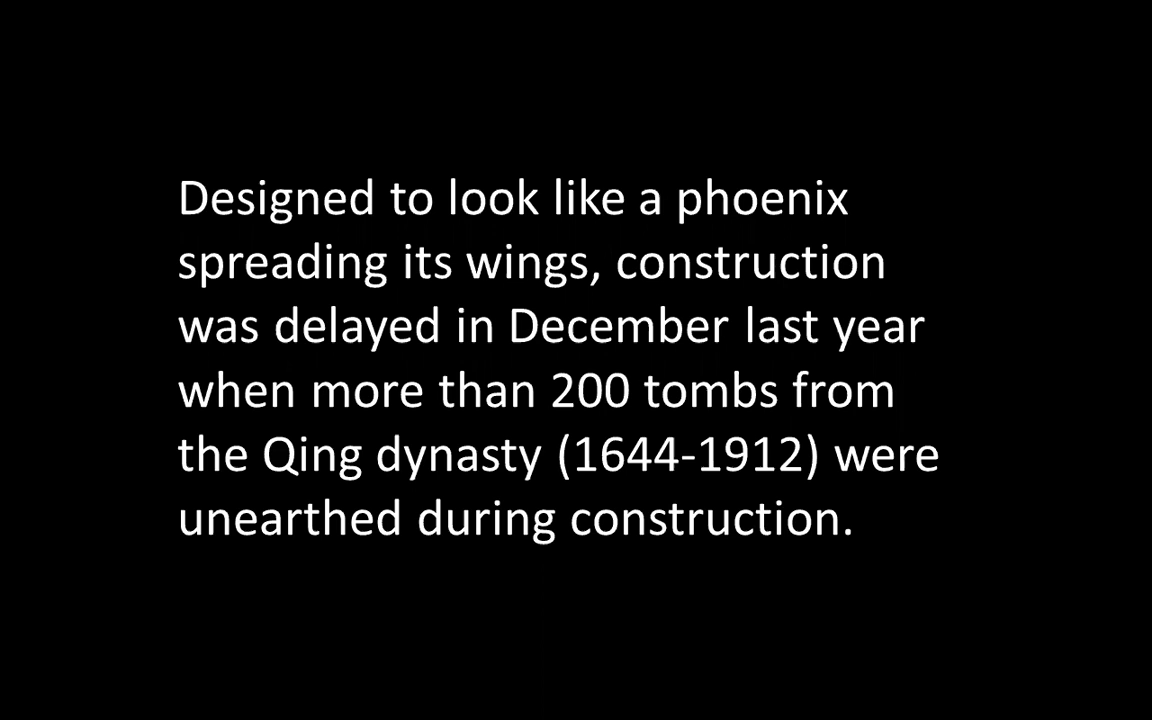 Designed to look like a phoenix
spreading its wings, construction
was delayed in December last year
when more than 200 tombs from
the Qing dynasty (1644-1912) were
unearthed during construction.